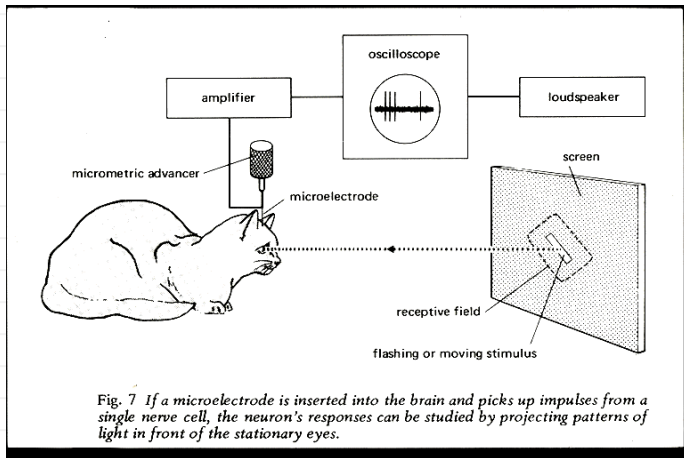 oscilloscope
amplifier
loudspeaker
micrometric advancer
screen
microelectrode
receptive field
flashing or moving stimulus
Fig. 7 If a microelectrode is inserted into the brain and picks up impulses from a
single nerve cell, the neuron's responses can be studied by projecting patterns of
light in front of the stationary eyes.